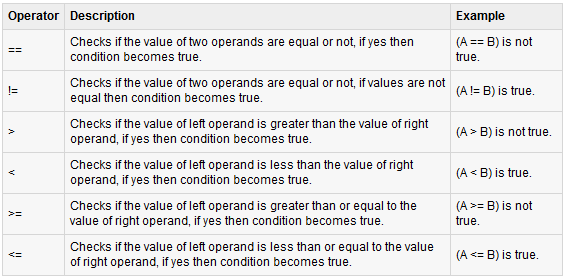 Operator Description Example
== Checks if the value of two operands are equal or not, if yes then (A == B) is not
condition becomes true. true.
!= Checks if the value of two operands are equal or not, if values are not (A != B) is true.
equal then condition becomes true.
> Checks if the value of left operand is greater than the value of right (A > B) is not true.
operand, if yes then condition becomes true.
< Checks if the value of left operand is less than the value of right (A < B) is true.
operand, if yes then condition becomes true.
>= Checks if the value of left operand is greater than or equal to the (A >= B) is not
value of right operand, if yes then condition becomes true. true.
<= Checks if the value of left operand is less than or equal to the value (A <= B) is true.
of right operand, if yes then condition becomes true.